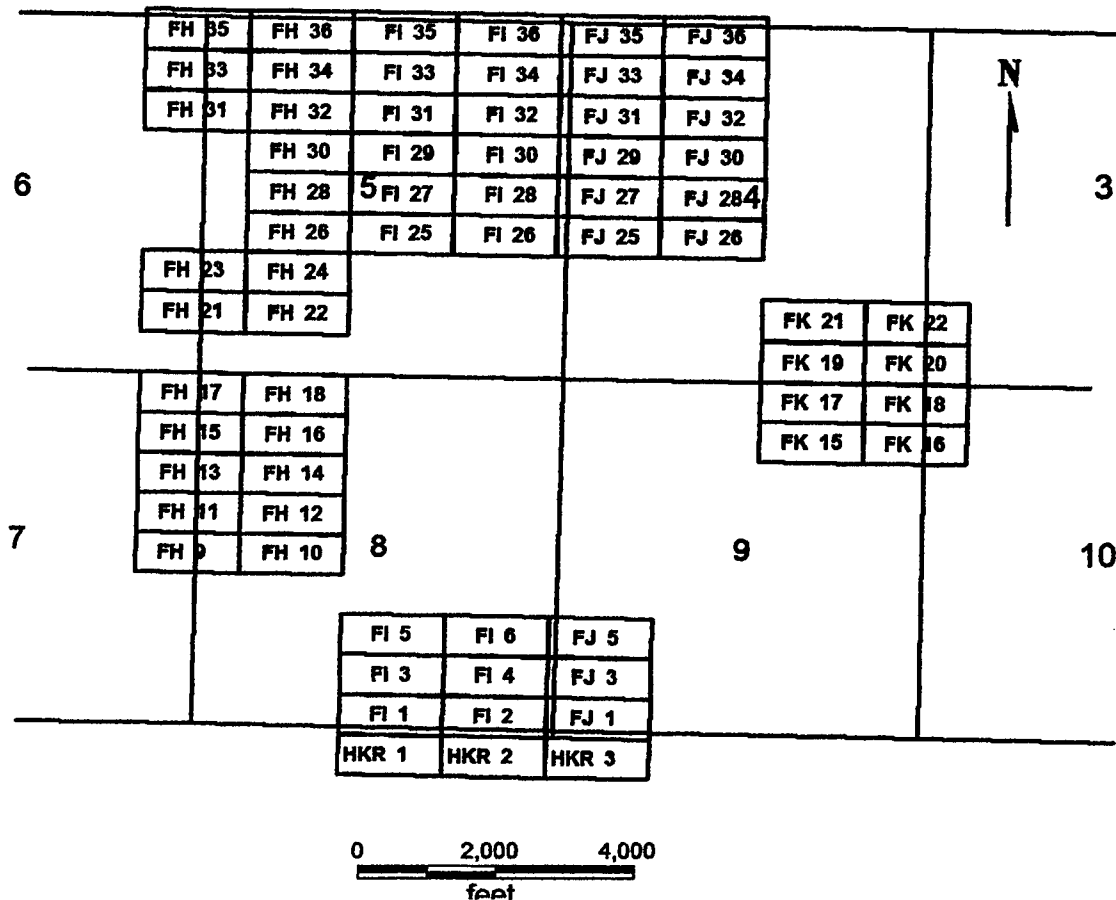 FH 35 FH 36 FI 35 FI 36 FJ 35 FJ 36
FH 33 FH 34 FI 33 FI 34 FJ 33 FJ 34
N
FH 31 FH 32 FI 31 FI 32 FJ 31 FJ 32
FH 30 FI 29 FI 30 FJ 29 FJ 30
6 FH 28 5 FI 27 FI 28 FJ 27 FJ 28 4 3
FH 26 FI 25 FI 26 FJ 25 FJ 26
FH 23 FH 24
FH 21 FH 22 FK 21 FK 22
FK 19 FK 20
FH 17 FH 18 FK 17 FK 18
FH 15 FH 16 FK 15 FK 16
FH 13 FH 14
FH 11 FH 12
7 FH 9 FH 10 8 9 10
FI 5 FI 6 FJ 5
FI 3 FI 4 FJ 3
FI 1 FI 2 FJ 1
HKR 1 HKR 2 HKR 3
0 2,000 4,000
feet